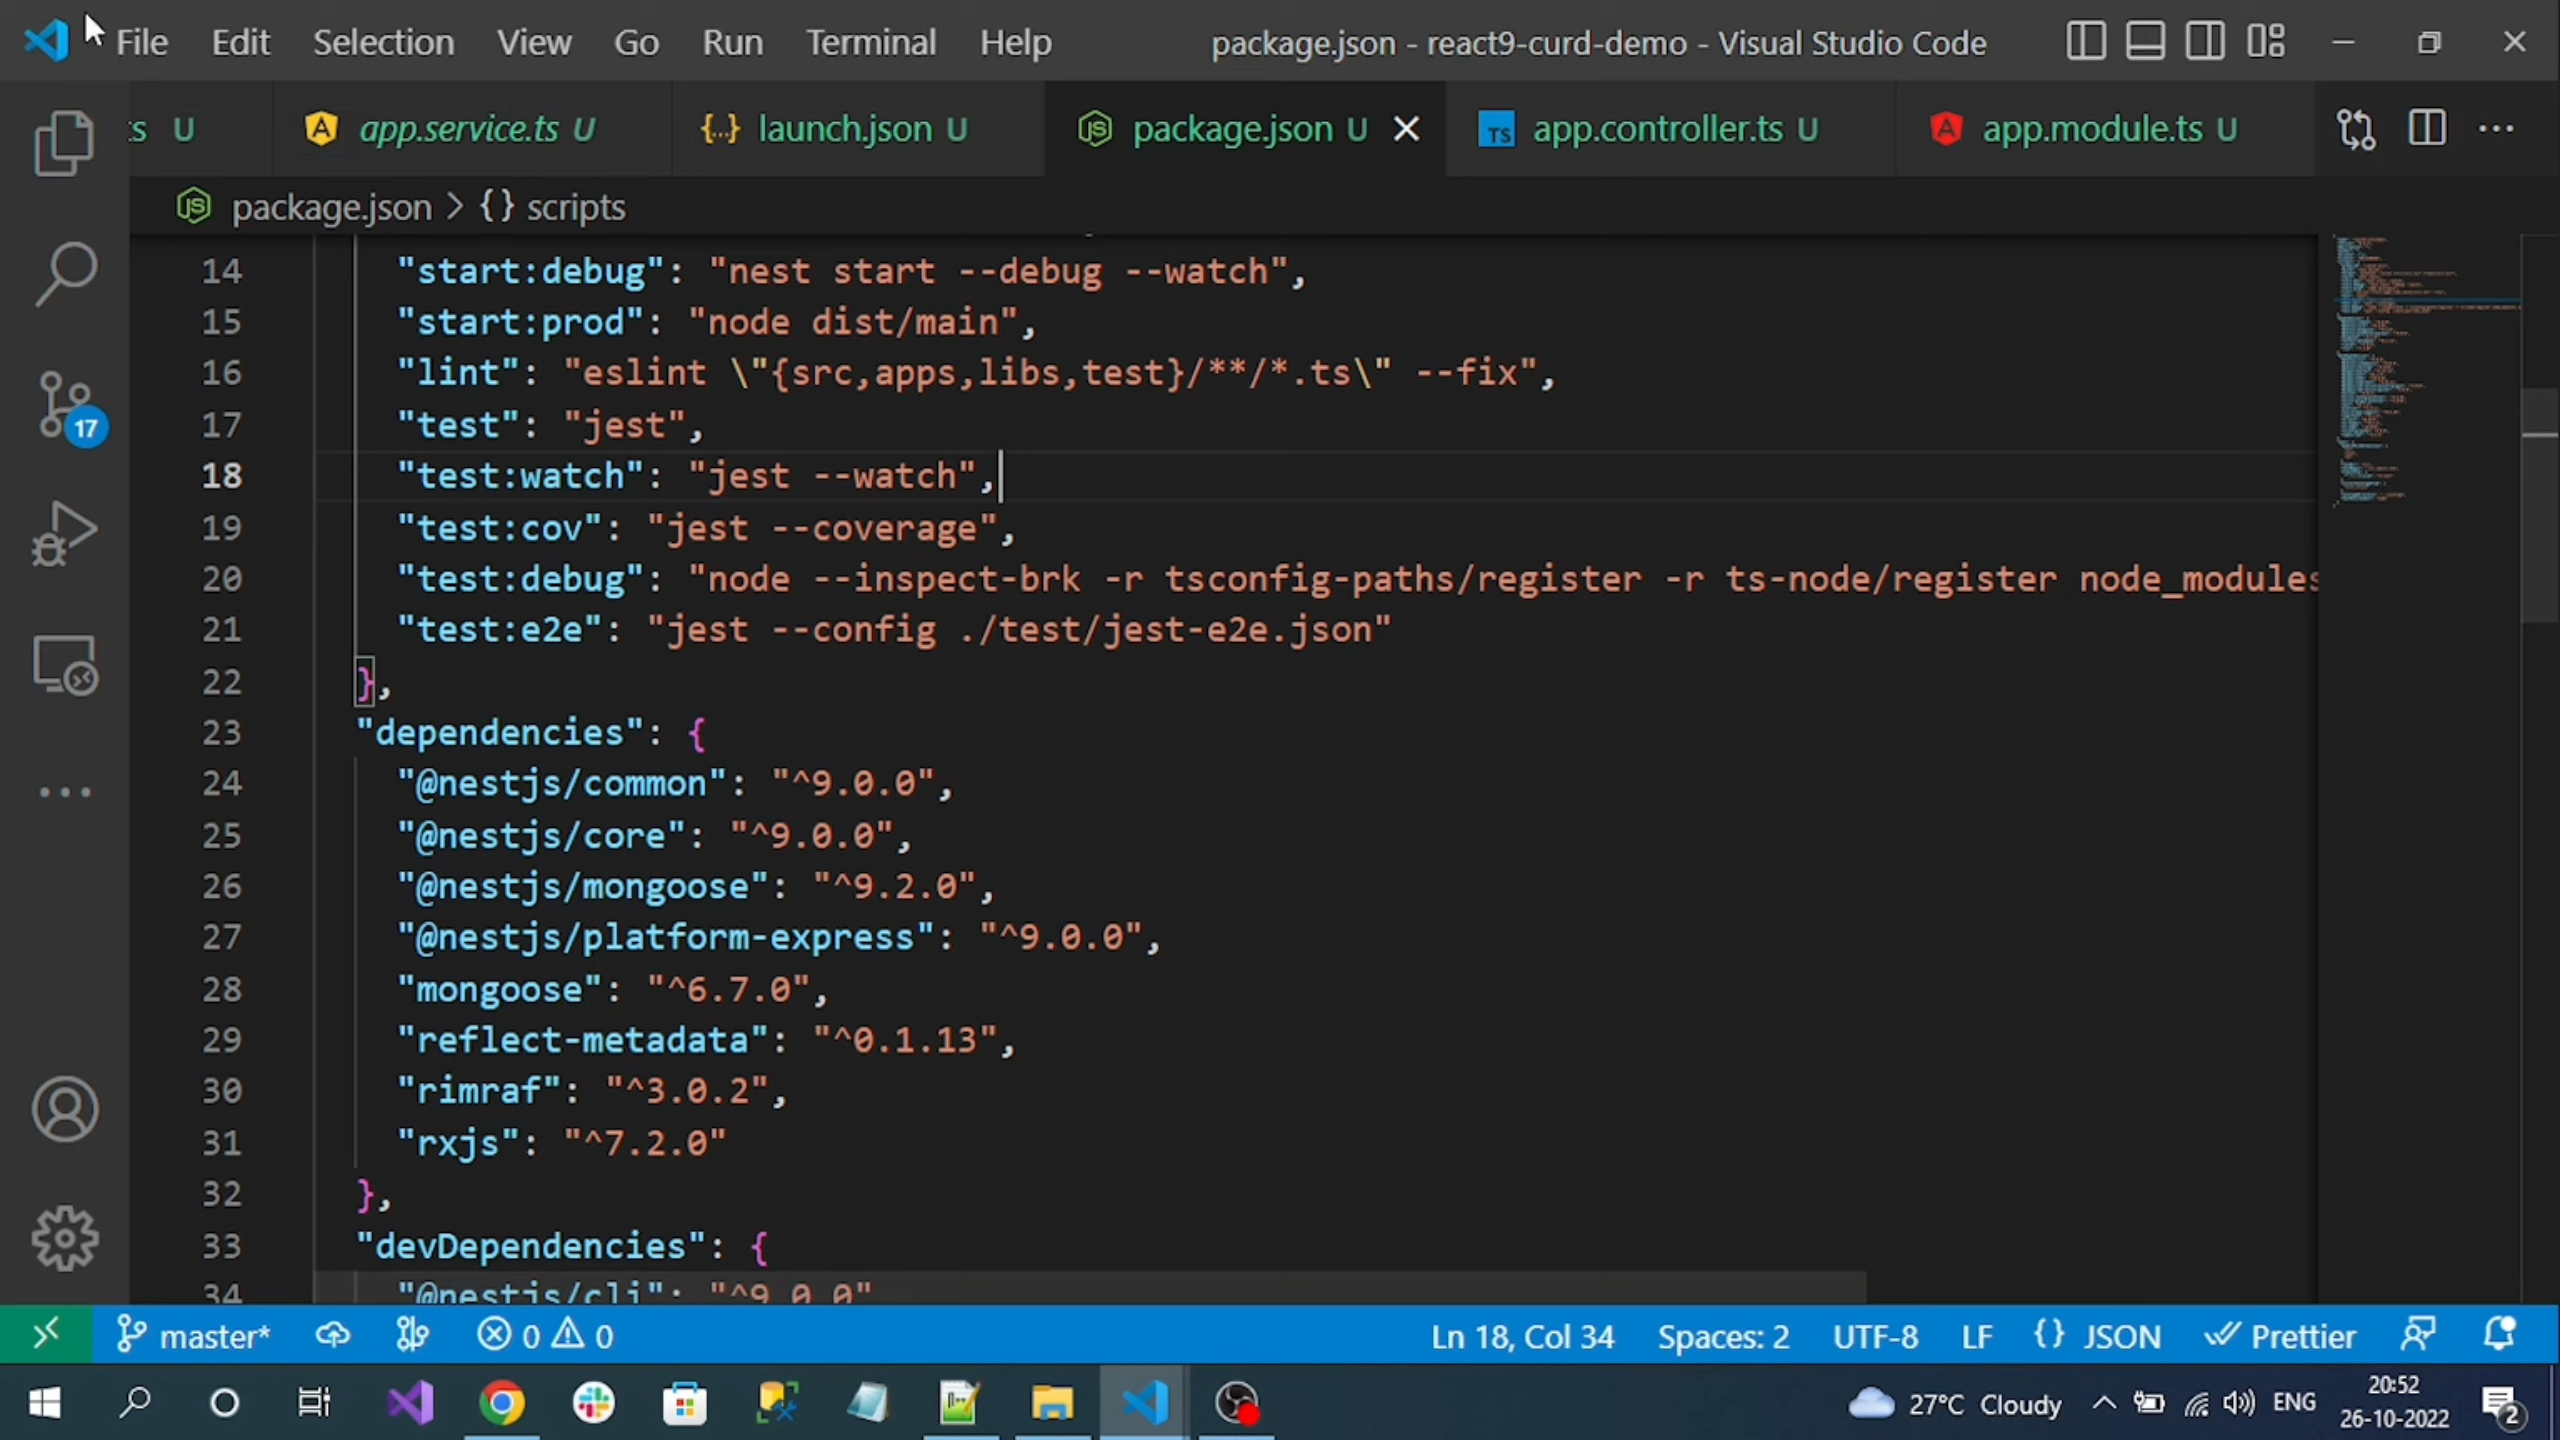 File Edit Selection View Go Run Terminal Help package.json - react9-curd-demo - Visual Studio Code
ts U app.service.ts U {...} launch.json U package.json U app.controller.ts U app.module.ts U
package.json > {} scripts
14 "start:debug": "nest start --debug --watch",
15 "start:prod": "node dist/main",
16 "lint": "eslint \"{src,apps,libs,test}/**/*.ts\" --fix",
17 "test": "jest",
18 "test:watch": "jest --watch",
19 "test:cov": "jest --coverage",
20 "test:debug": "node --inspect-brk -r tsconfig-paths/register -r ts-node/register node_modules
21 "test:e2e": "jest --config ./test/jest-e2e.json"
22 },
23 "dependencies": {
24 "@nestjs/common": "^9.0.0",
25 "@nestjs/core": "^9.0.0",
26 "@nestjs/mongoose": "^9.2.0",
27 "@nestjs/platform-express": "^9.0.0",
28 "mongoose": "^6.7.0",
29 "reflect-metadata": "^0.1.13",
30 "rimraf": "^3.0.2",
31 "rxjs": "^7.2.0"
32 },
33 "devDependencies": {
34 "@nestjs/cli": "^9.0.0"
17
master* 0 0 Ln 18, Col 34 Spaces: 2 UTF-8 LF {} JSON Prettier
27°C Cloudy ENG 20:52
26-10-2022 2